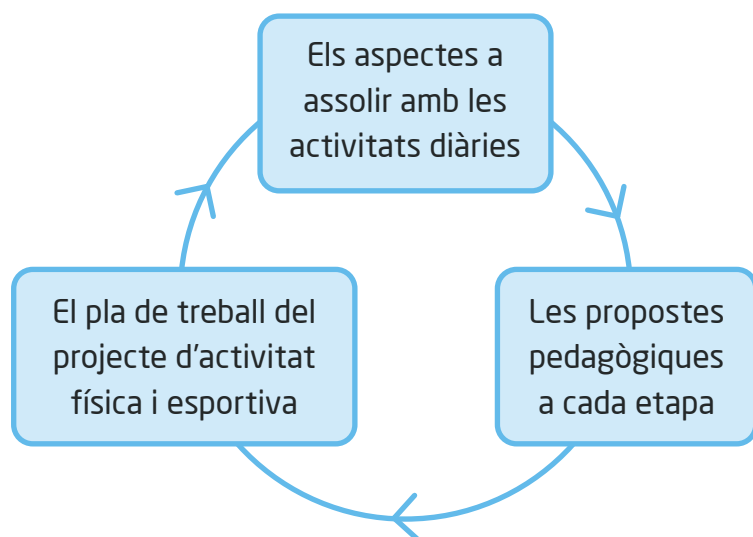 Els aspectes a
assolir amb les
activitats diàries
El pla de treball del
projecte d'activitat
física i esportiva
Les propostes
pedagògiques
a cada etapa